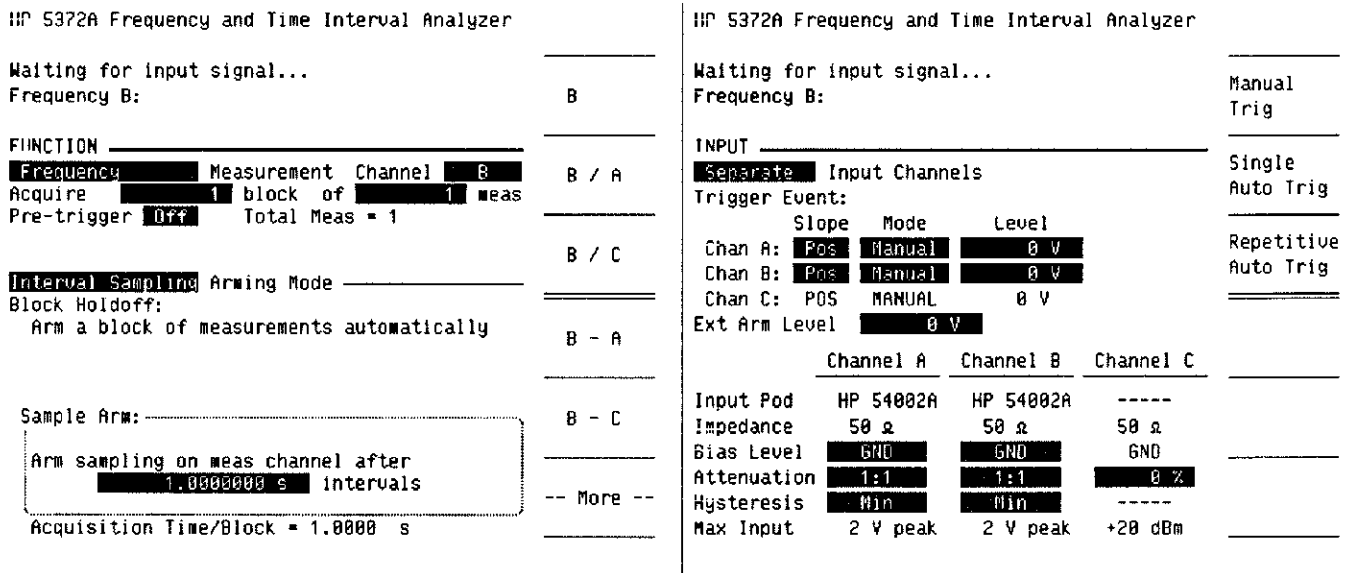 HP 5372A Frequency and Time Interval Analyzer
Waiting for input signal...
Frequency B:
FUNCTION
Frequency Measurement Channel B
Acquire 1 block of 1 meas
Pre-trigger Off Total Meas = 1
Interval Sampling Arming Mode
Block Holdoff:
Arm a block of measurements automatically
Sample Arm:
Arm sampling on meas channel after
1.0000000 s intervals
Acquisition Time/Block = 1.0000 s
B
B / A
B / C
B - A
B - C
-- More --
HP 5372A Frequency and Time Interval Analyzer
Waiting for input signal...
Frequency B:
INPUT
Separate Input Channels
Trigger Event:
Slope Mode Level
Chan A: Pos Manual 0 V
Chan B: Pos Manual 0 V
Chan C: POS MANUAL 0 V
Ext Arm Level 0 V
Channel A Channel B Channel C
Input Pod HP 54002A HP 54002A -----
Impedance 50 Ω 50 Ω 50 Ω
Bias Level GND GND GND
Attenuation 1:1 1:1 0 %
Hysteresis Min Min -----
Max Input 2 V peak 2 V peak +20 dBm
Manual
Trig
Single
Auto Trig
Repetitive
Auto Trig